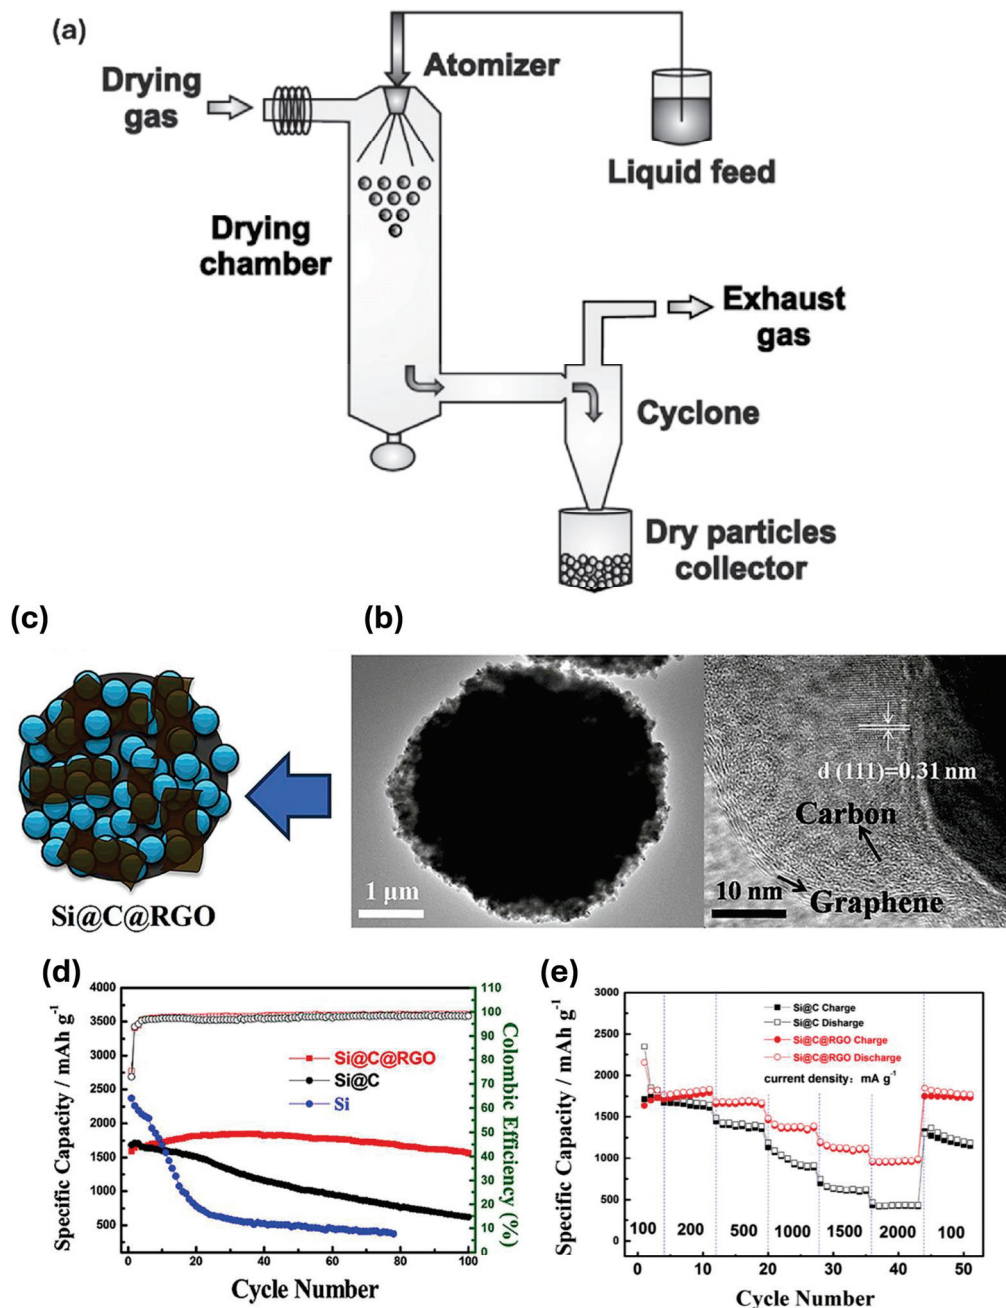 (a)
Drying
gas
Atomizer
Liquid feed
Drying
chamber
Exhaust
gas
Cyclone
Dry particles
collector
(c)
Si@C@RGO
(b)
1 μm
d (111)=0.31 nm
Carbon
10 nm
Graphene
(d)
Specific Capacity / mAh g⁻¹
4000
3500
3000
2500
2000
1500
1000
500
0
20
40
60
80
100
Cycle Number
Si@C@RGO
Si@C
Si
110
100
90
80
70
60
50
40
30
20
10
0
Colombic Efficiency (%)
(e)
Specific Capacity / mAh g⁻¹
3000
2500
2000
1500
1000
500
0
Si@C Charge
Si@C Disharge
Si@C@RGO Charge
Si@C@RGO Discharge
current density: mA g⁻¹
100
200
500
1000
1500
2000
100
0
10
20
30
40
50
Cycle Number